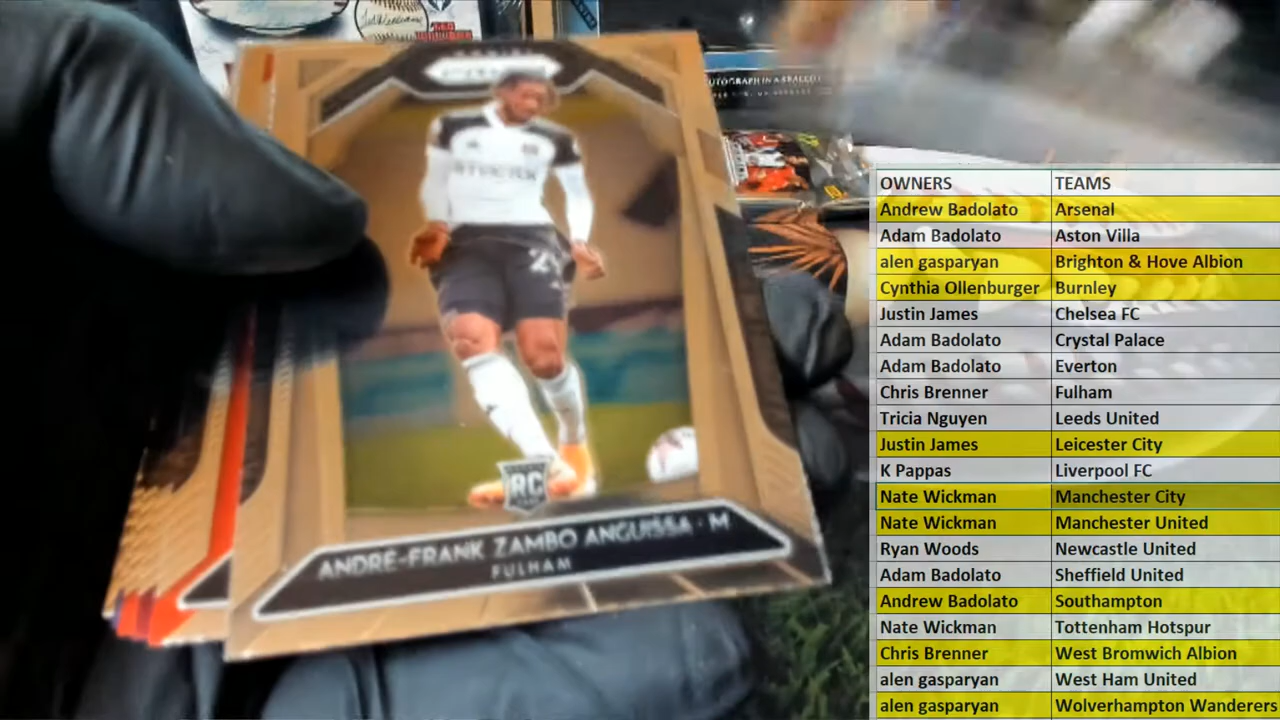 AUTOGRAPH IN A SEALED
RC
ANDRÉ-FRANK ZAMBO ANGUISSA · M
FULHAM
OWNERS TEAMS
Andrew Badolato Arsenal
Adam Badolato Aston Villa
alen gasparyan Brighton & Hove Albion
Cynthia Ollenburger Burnley
Justin James Chelsea FC
Adam Badolato Crystal Palace
Adam Badolato Everton
Chris Brenner Fulham
Tricia Nguyen Leeds United
Justin James Leicester City
K Pappas Liverpool FC
Nate Wickman Manchester City
Nate Wickman Manchester United
Ryan Woods Newcastle United
Adam Badolato Sheffield United
Andrew Badolato Southampton
Nate Wickman Tottenham Hotspur
Chris Brenner West Bromwich Albion
alen gasparyan West Ham United
alen gasparyan Wolverhampton Wanderers